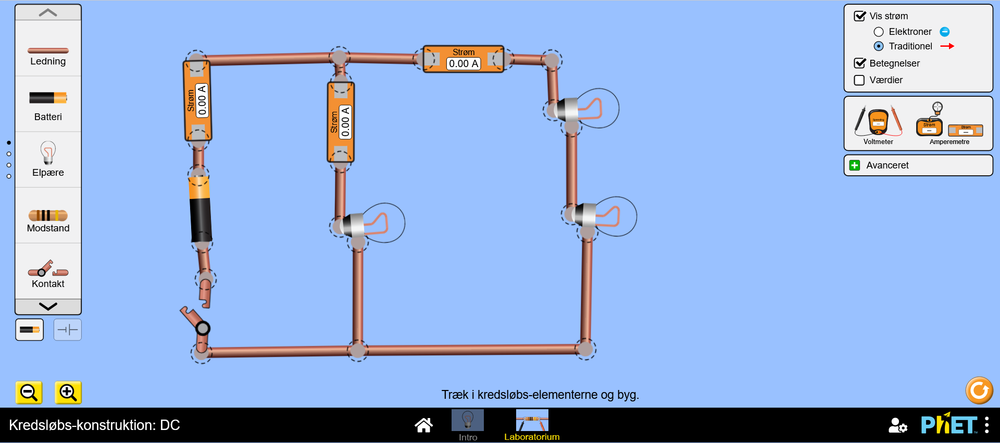 Ledning
Batteri
Elpære
Modstand
Kontakt
Strøm
0.00 A
Strøm
0.00 A
Strøm
0.00 A
Vis strøm
Elektroner
Traditionel
Betegnelser
Værdier
Spænding
Voltmeter
Strøm
Strøm
Amperemetre
Avanceret
Træk i kredsløbs-elementerne og byg.
Kredsløbs-konstruktion: DC
Intro
Laboratorium
PhET